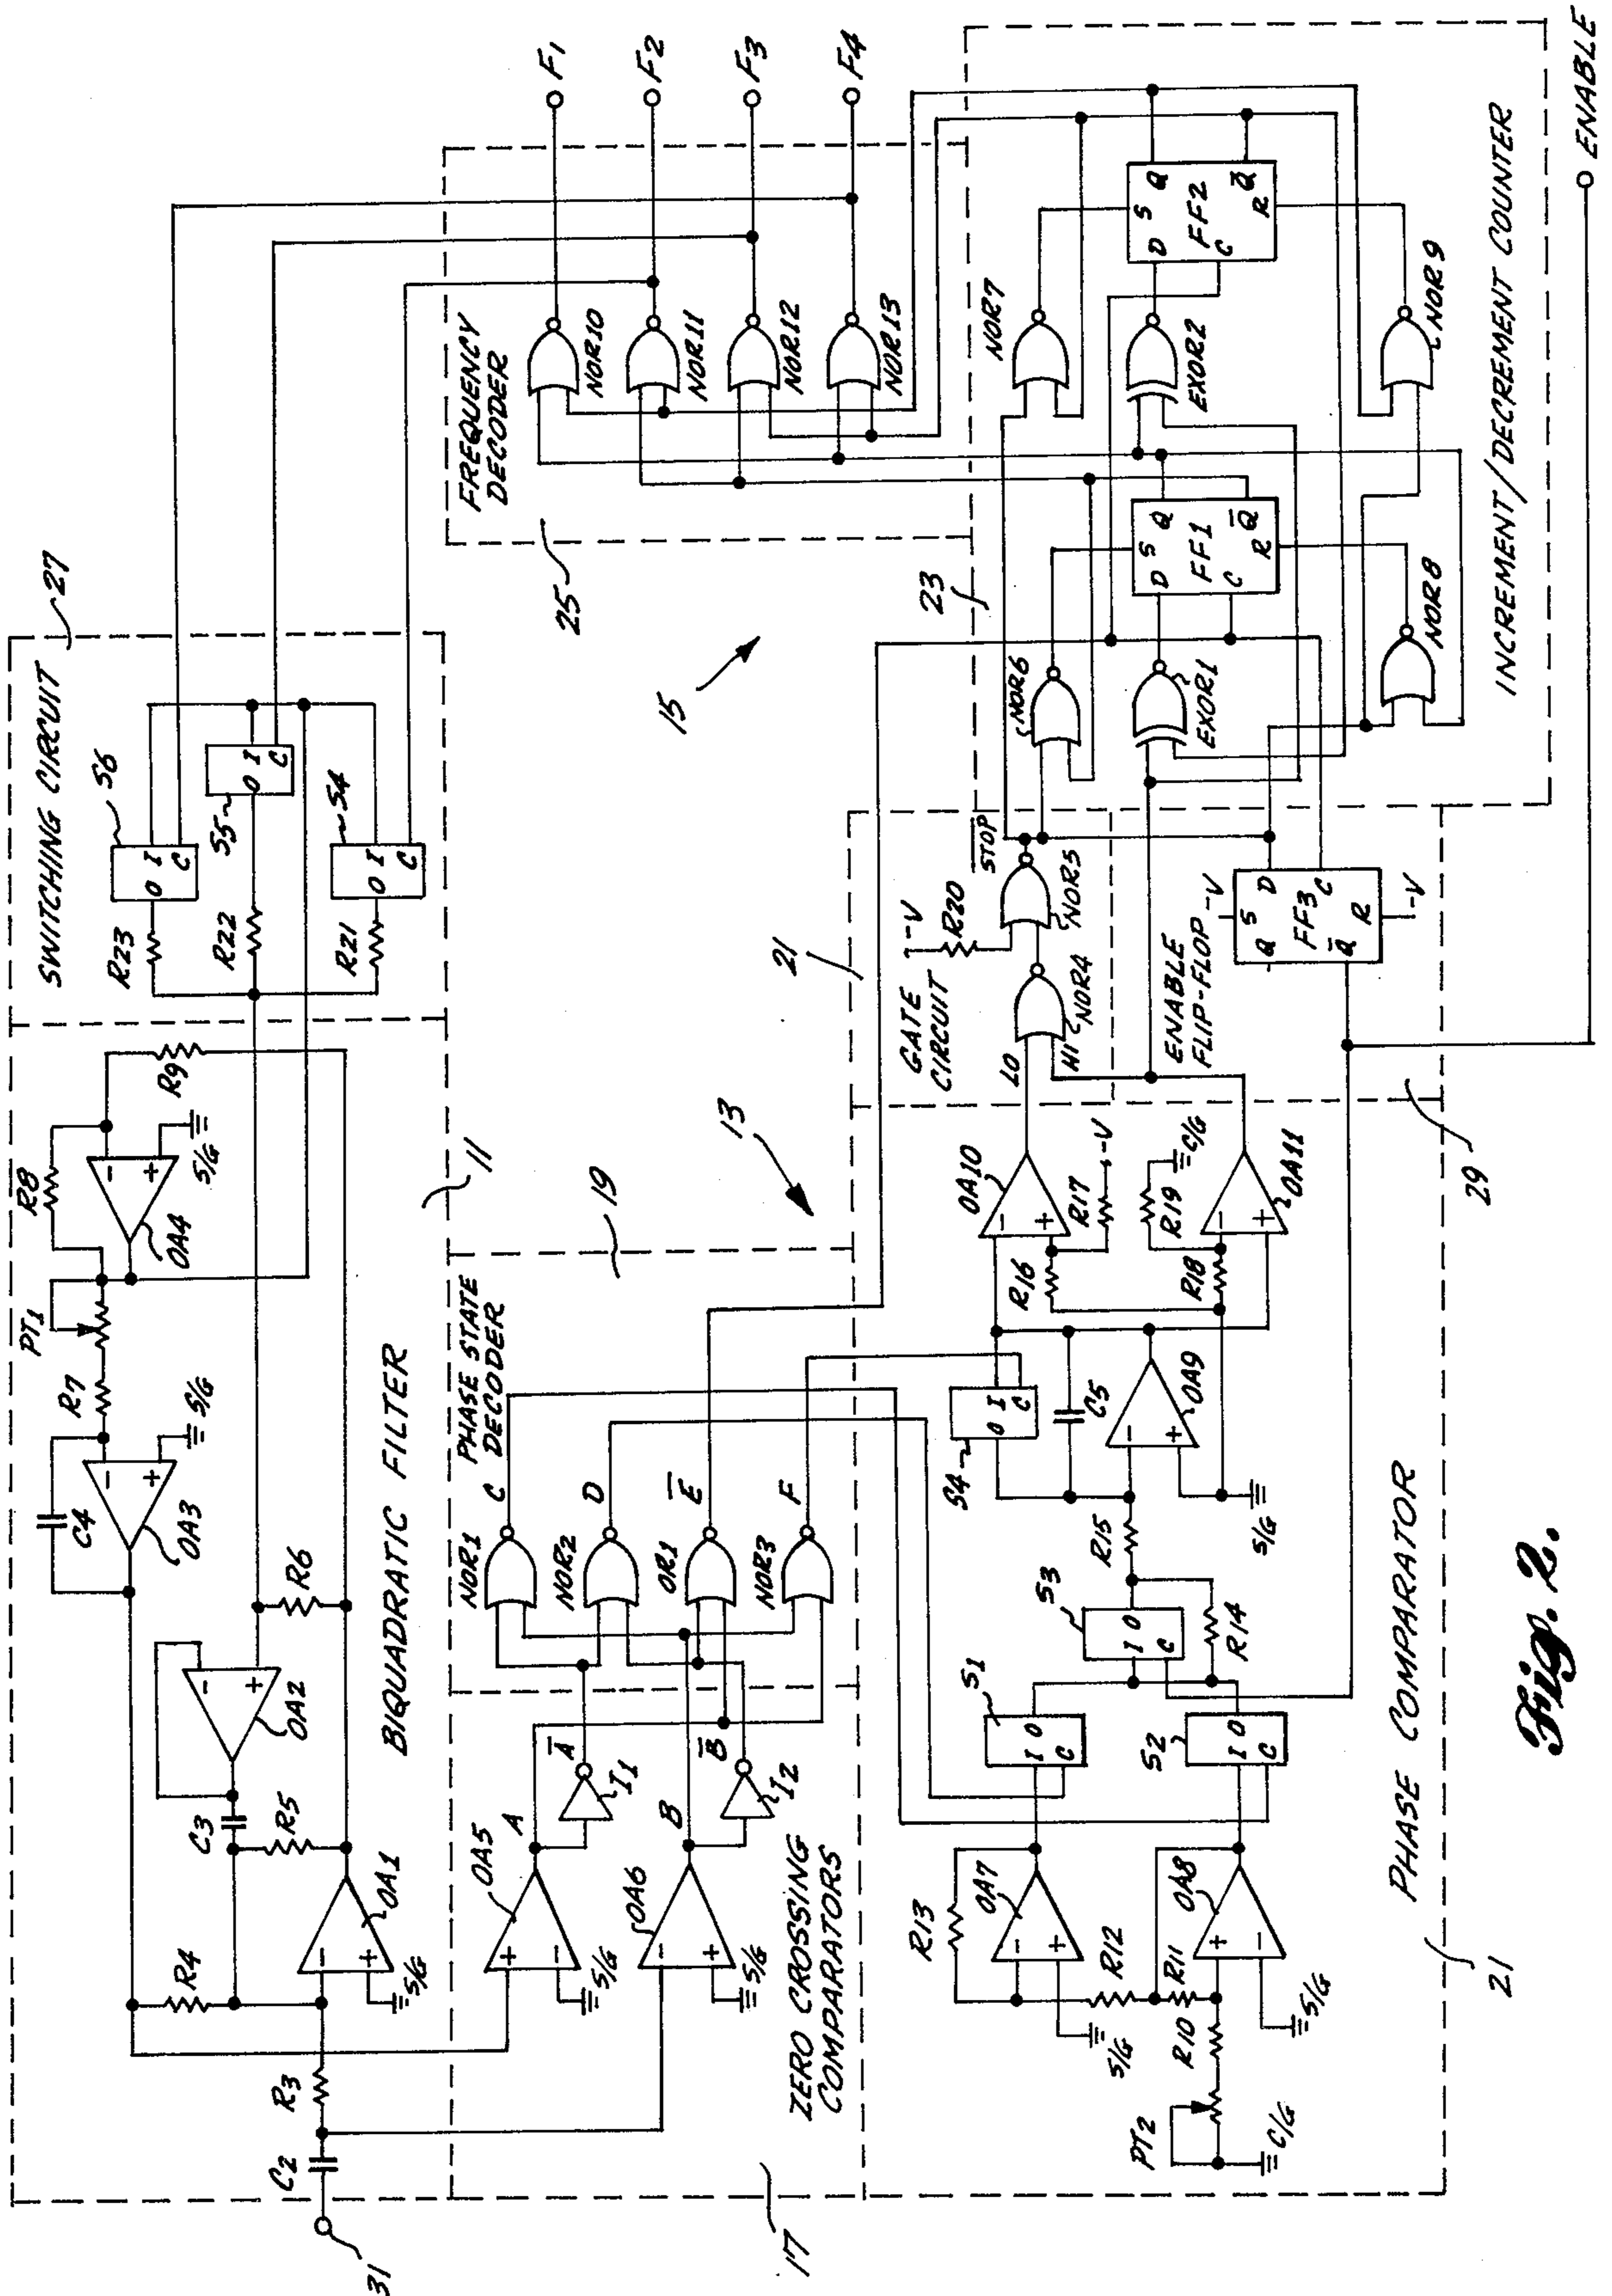 SWITCHING CIRCUIT
27
S6
O I
C
R23
S5
O I
C
R22
S4
O I
C
R21
F1
F2
F3
F4
FREQUENCY
DECODER
NOR10
NOR11
NOR12
NOR13
25
15
BIQUADRATIC FILTER
11
C2
31
R3
R4
R5
C3
OA1
- +
S/G
OA2
- +
R6
C4
OA3
- +
S/G
R7
PT1
R8
OA4
- +
S/G
R9
PHASE STATE
DECODER
19
13
NOR1
C
NOR2
D
OR1
E̅
NOR3
F
ZERO CROSSING
COMPARATORS
17
OA5
+ -
S/G
A
A̅
I1
OA6
- +
S/G
B
B̅
I2
PHASE COMPARATOR
21
R13
OA7
- +
S/G
R12
R11
R10
PT2
C/G
OA8
+ -
S/G
S1
I O
C
S2
I O
C
S3
I O
C
R14
R15
S4
O I
C
C5
OA9
- +
S/G
R16
R17
-V
OA10
- +
R18
R19
C/G
OA11
- +
21
GATE
CIRCUIT
-V
R20
LO
HI
NOR4
NOR5
S̅T̅O̅P̅
ENABLE
FLIP-FLOP
-V
S
Q D
FF3
Q̅ C
R
-V
29
23
INCREMENT/DECREMENT COUNTER
NOR6
EXOR1
S
D Q
FF1
C Q̅
R
NOR8
NOR7
EXOR2
S
D Q
FF2
C Q̅
R
NOR9
ENABLE
Fig. 2.